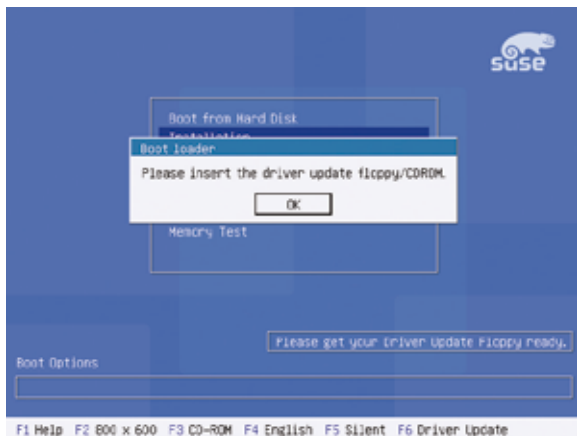 suse
Boot from Hard Disk
Installation
Boot loader
Please insert the driver update floppy/CDROM.
OK
Memory Test
Please get your Driver Update Floppy ready.
Boot Options
F1 Help F2 800 x 600 F3 CD-ROM F4 English F5 Silent F6 Driver Update